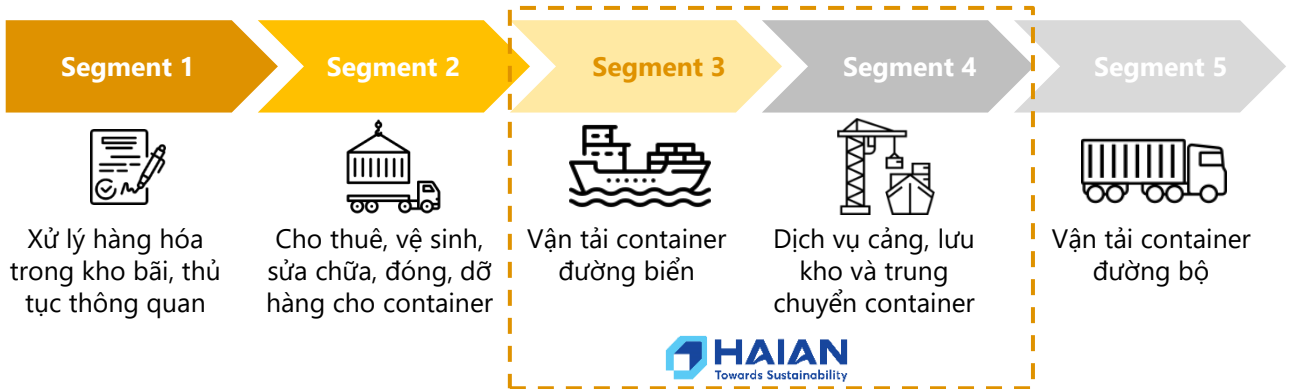 Segment 1
Segment 2
Segment 3
Segment 4
Segment 5
Xử lý hàng hóa
trong kho bãi, thủ
tục thông quan
Cho thuê, vệ sinh,
sửa chữa, đóng, dỡ
hàng cho container
Vận tải container
đường biển
Dịch vụ cảng, lưu
kho và trung
chuyển container
Vận tải container
đường bộ
HAIAN
Towards Sustainability